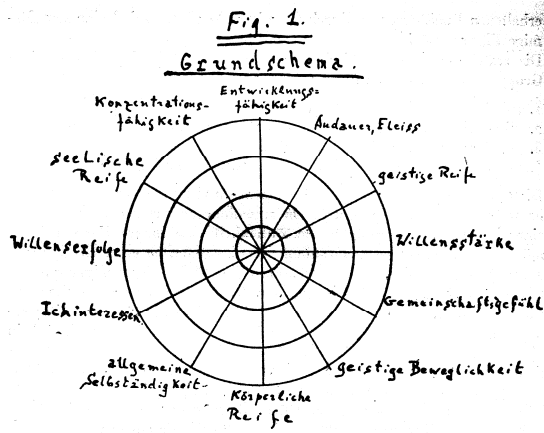 Fig. 1.
Grundschema.
Entwicklungs=
fähigkeit
Andauer, Fleiss
geistige Reife
Willensstärke
Gemeinschaftsgefühl
geistige Beweglichkeit
Körperliche
Reife
allgemeine
Selbständigkeit
Ichinteressen
Willenserfolge
seelische
Reife
Konzentrations-
fähigkeit